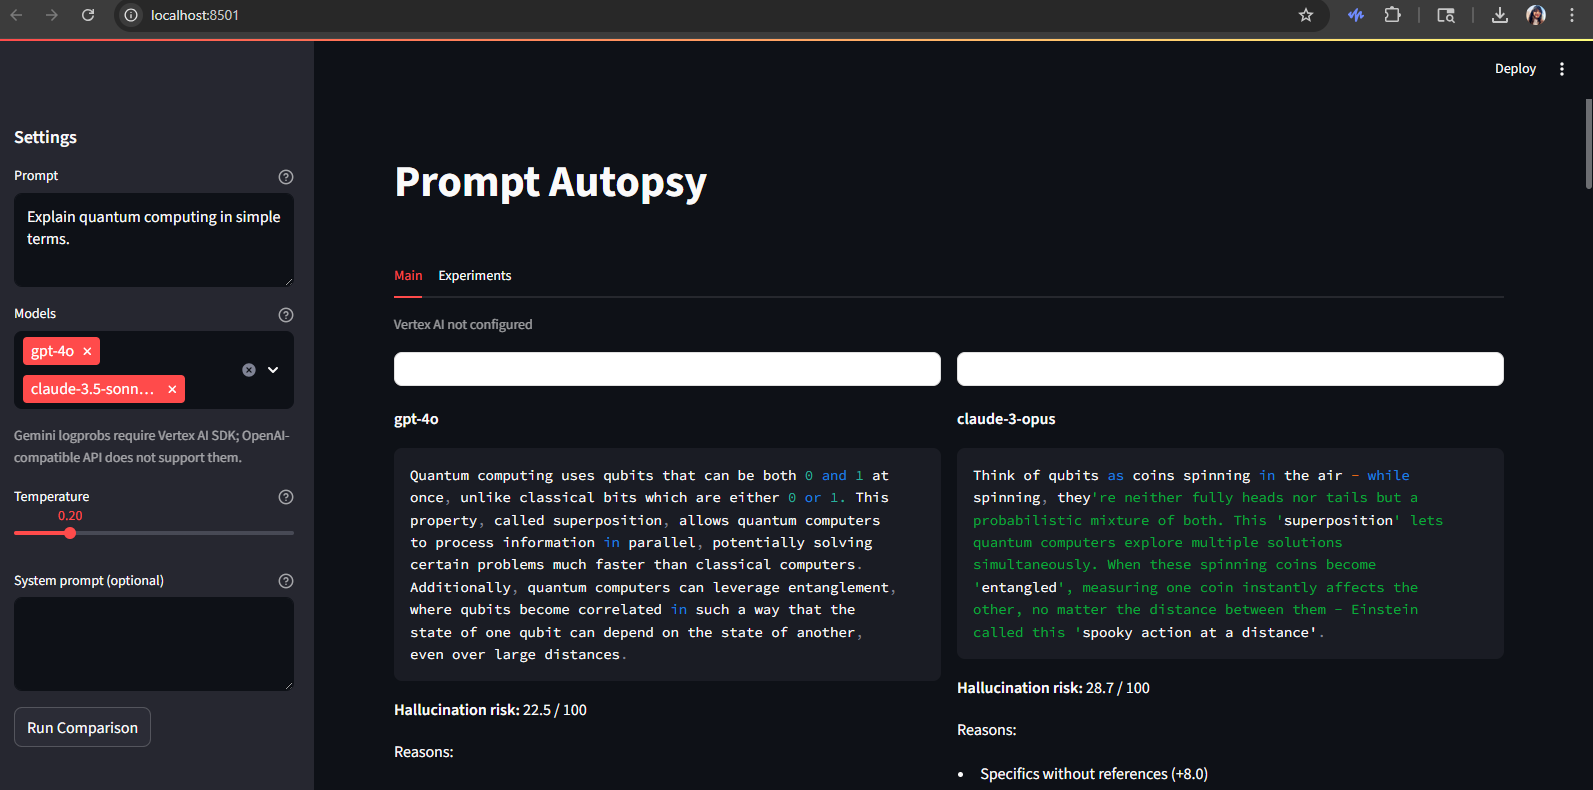 localhost:8501
Deploy
Settings
Prompt
Explain quantum computing in simple
terms.
Models
gpt-4o ×
claude-3.5-sonn... ×
Gemini logprobs require Vertex AI SDK; OpenAI-
compatible API does not support them.
Temperature
0.20
System prompt (optional)
Run Comparison
Prompt Autopsy
Main Experiments
Vertex AI not configured
gpt-4o
Quantum computing uses qubits that can be both 0 and 1 at
once, unlike classical bits which are either 0 or 1. This
property, called superposition, allows quantum computers
to process information in parallel, potentially solving
certain problems much faster than classical computers.
Additionally, quantum computers can leverage entanglement,
where qubits become correlated in such a way that the
state of one qubit can depend on the state of another,
even over large distances.
Hallucination risk: 22.5 / 100
Reasons:
claude-3-opus
Think of qubits as coins spinning in the air - while
spinning, they're neither fully heads nor tails but a
probabilistic mixture of both. This 'superposition' lets
quantum computers explore multiple solutions
simultaneously. When these spinning coins become
'entangled', measuring one coin instantly affects the
other, no matter the distance between them - Einstein
called this 'spooky action at a distance'.
Hallucination risk: 28.7 / 100
Reasons:
• Specifics without references (+8.0)